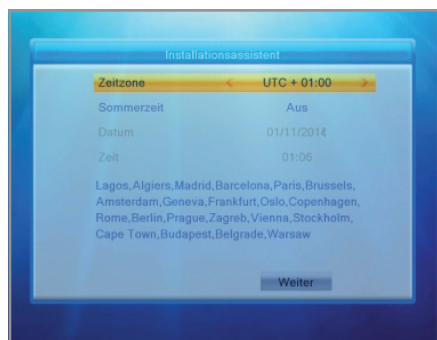 Installationsassistent
Zeitzone < UTC + 01:00 >
Sommerzeit Aus
Datum 01/11/2014
Zeit 01:06
Lagos,Algiers,Madrid,Barcelona,Paris,Brussels,
Amsterdam,Geneva,Frankfurt,Oslo,Copenhagen,
Rome,Berlin,Prague,Zagreb,Vienna,Stockholm,
Cape Town,Budapest,Belgrade,Warsaw
Weiter